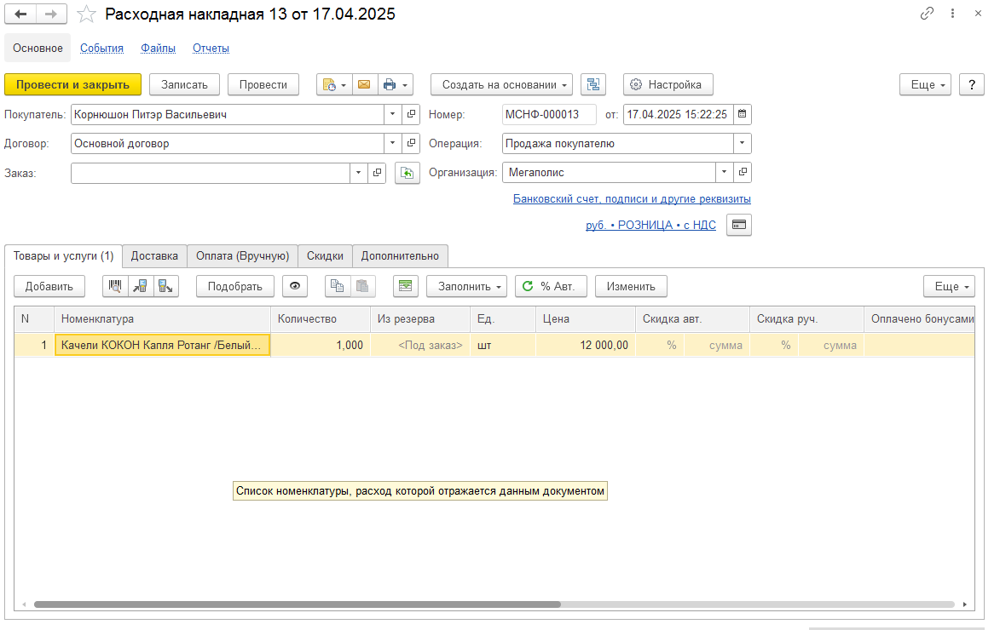 Расходная накладная 13 от 17.04.2025
Основное События Файлы Отчеты
Провести и закрыть Записать Провести Создать на основании Настройка Еще ?
Покупатель: Корнюшон Питэр Васильевич Номер: МСНФ-000013 от: 17.04.2025 15:22:25
Договор: Основной договор Операция: Продажа покупателю
Заказ: Организация: Мегаполис
Банковский счет, подписи и другие реквизиты
руб. • РОЗНИЦА • с НДС
Товары и услуги (1) Доставка Оплата (Вручную) Скидки Дополнительно
Добавить Подобрать Заполнить % Авт. Изменить Еще
N Номенклатура Количество Из резерва Ед. Цена Скидка авт. Скидка руч. Оплачено бонусами
1 Качели КОКОН Капля Ротанг /Белый... 1,000 <Под заказ> шт 12 000,00 % сумма % сумма
Список номенклатуры, расход которой отражается данным документом